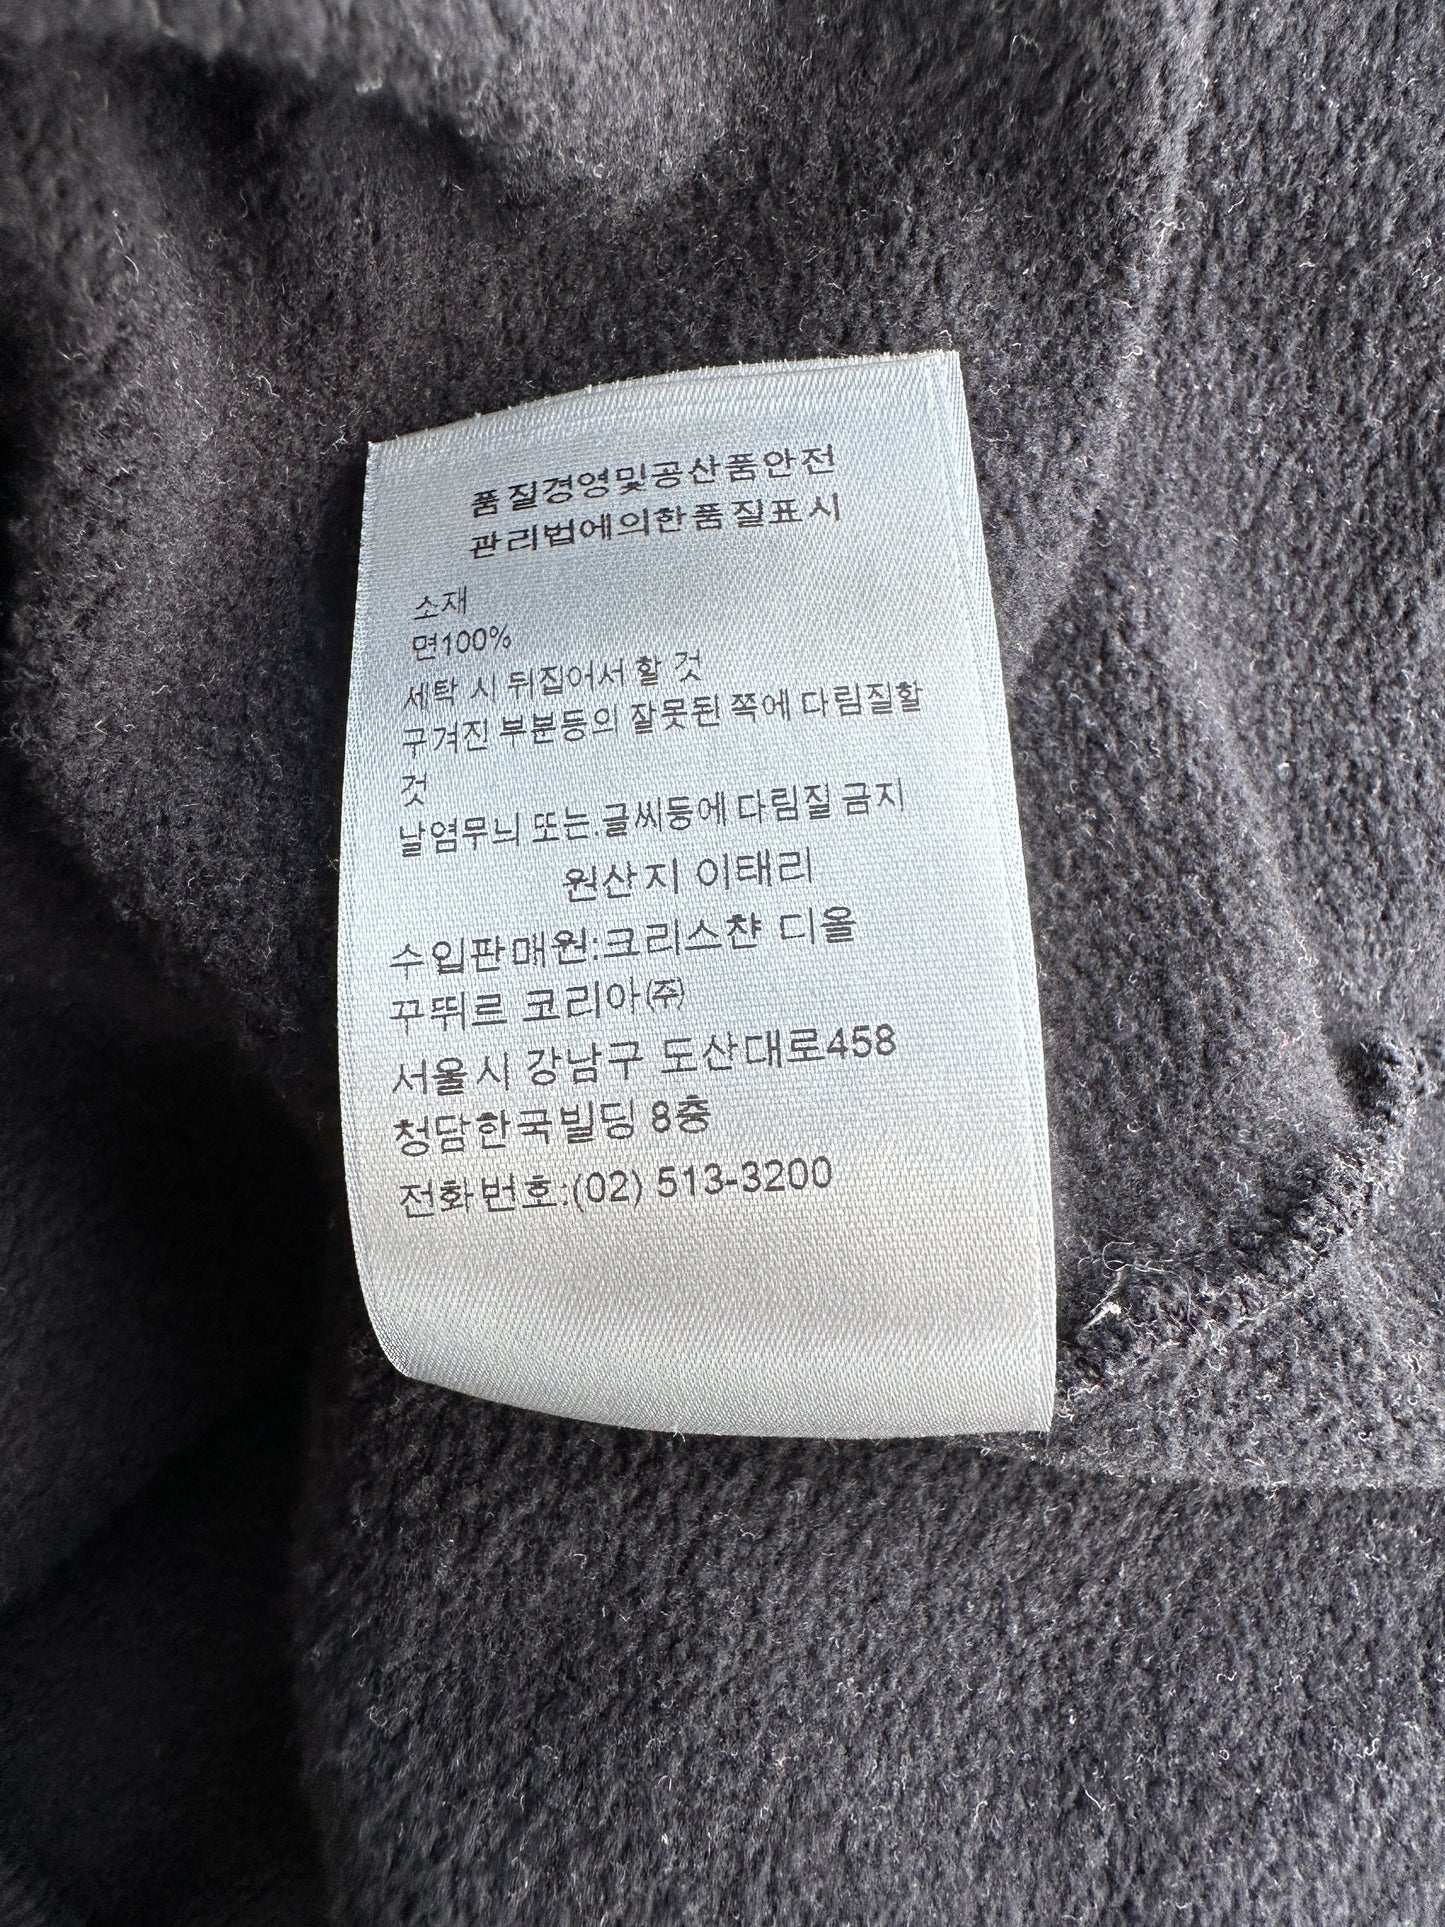 품질경영및공산품안전
관리법에의한품질표시
소재
면100%
세탁 시 뒤집어서 할 것
구겨진 부분등의 잘못된 쪽에 다림질할
것
날염무늬 또는.글씨등에 다림질 금지
원산지 이태리
수입판매원:크리스챤 디올
꾸뛰르 코리아㈜
서울시 강남구 도산대로458
청담한국빌딩 8층
전화번호:(02) 513-3200